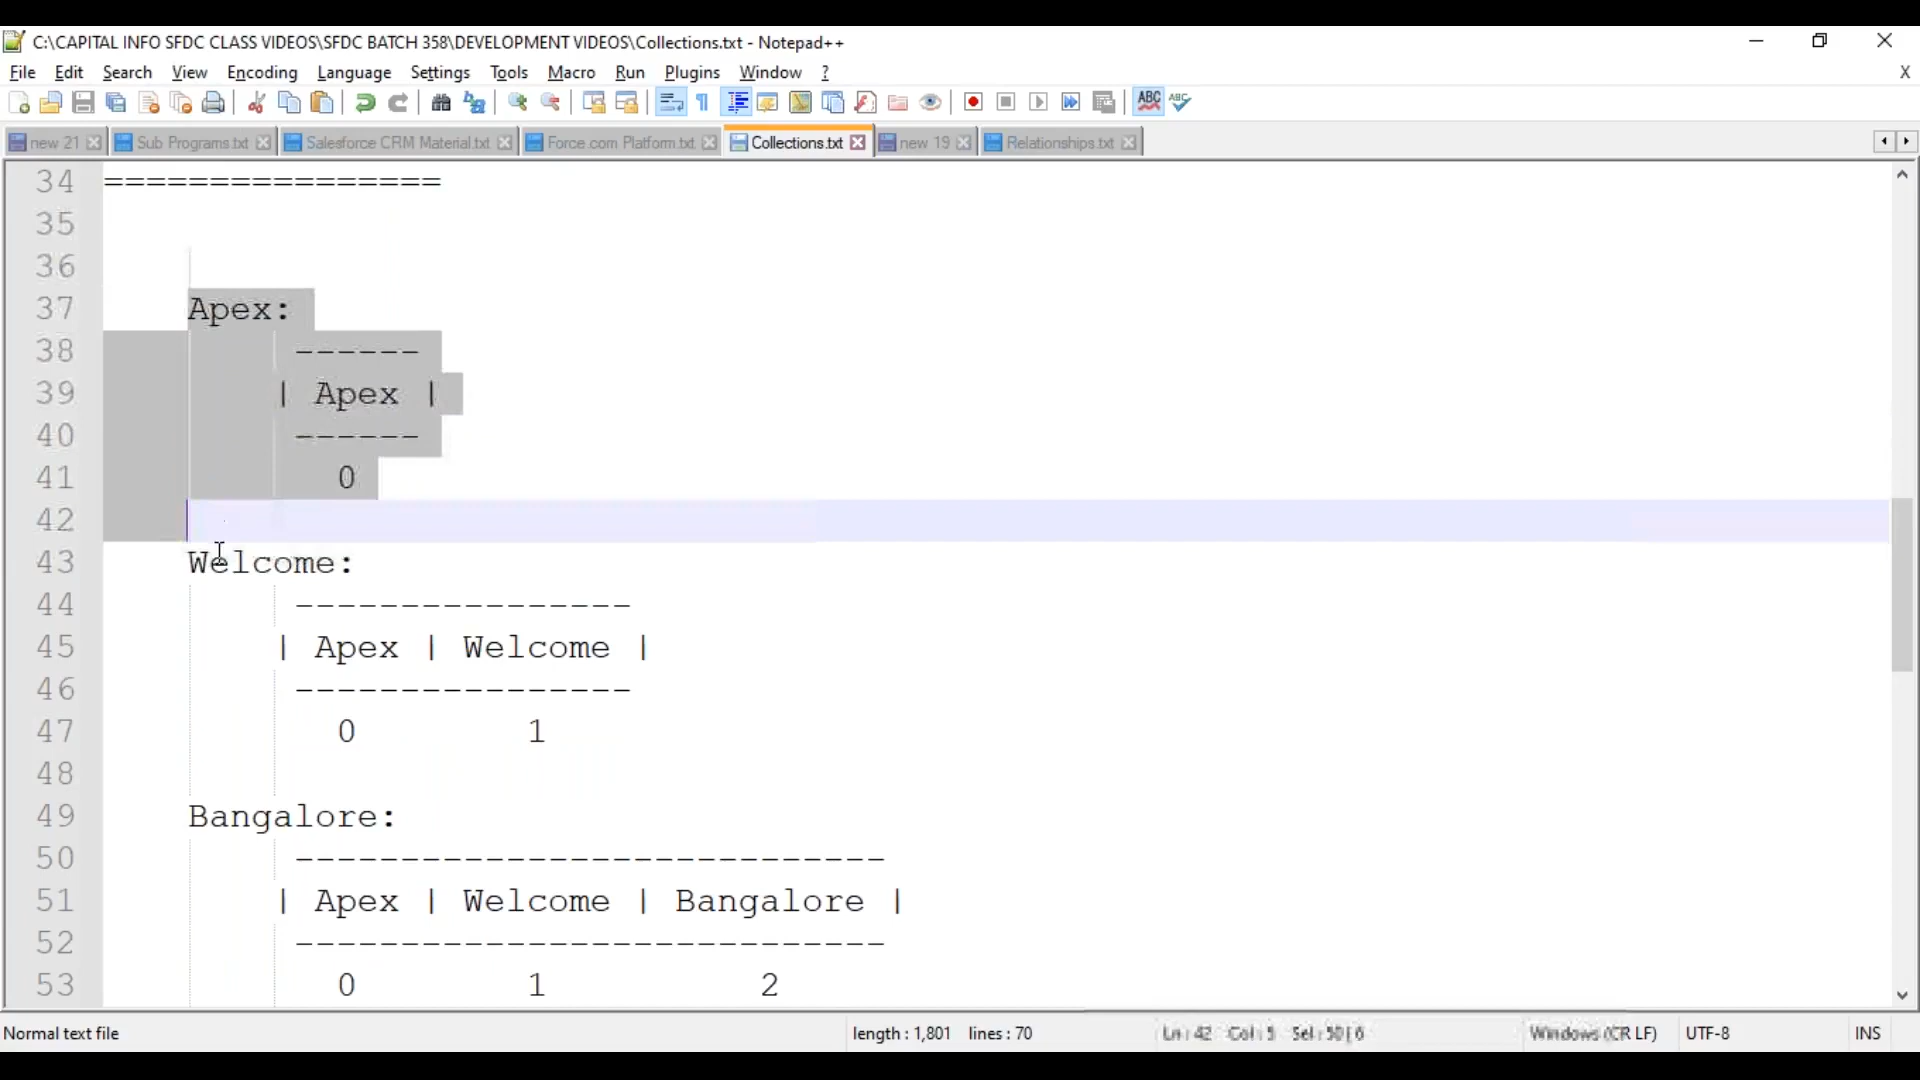 C:\CAPITAL INFO SFDC CLASS VIDEOS\SFDC BATCH 358\DEVELOPMENT VIDEOS\Collections.txt - Notepad++
File Edit Search View Encoding Language Settings Tools Macro Run Plugins Window ? X
new 21 Sub Programs.txt Salesforce CRM Material.txt Force.com Platform.txt Collections.txt new 19 Relationships.txt
34 ================
35
36
37 Apex:
38 ------
39 | Apex |
40 ------
41 0
42
43 Welcome:
44 ----------------
45 | Apex | Welcome |
46 ----------------
47 0 1
48
49 Bangalore:
50 ----------------------------
51 | Apex | Welcome | Bangalore |
52 ----------------------------
53 0 1 2
Normal text file length : 1,801 lines : 70 Ln : 42 Col : 5 Windows (CR LF) UTF-8 INS